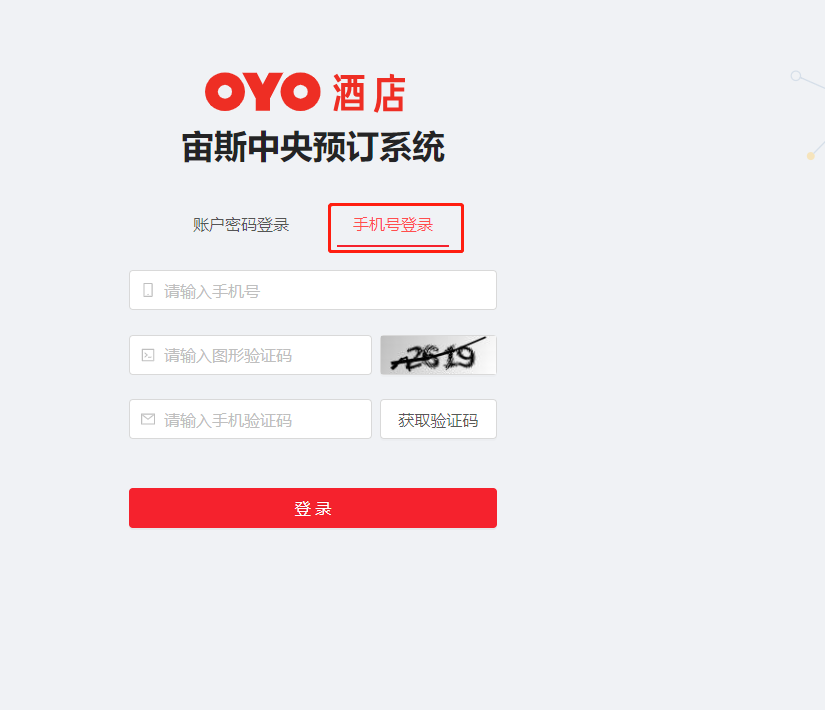 OYO 酒店
宙斯中央预订系统
账户密码登录 手机号登录
请输入手机号
请输入图形验证码 2619
请输入手机验证码 获取验证码
登 录